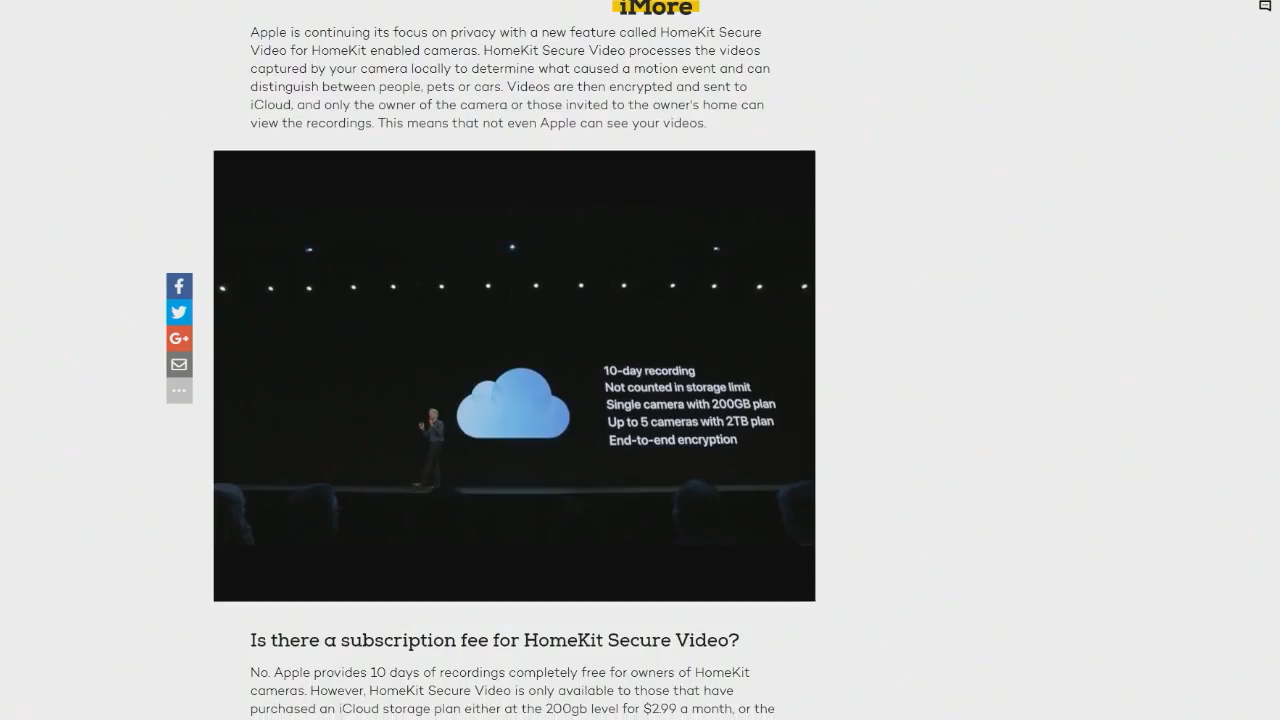 iMore
Apple is continuing its focus on privacy with a new feature called HomeKit Secure
Video for HomeKit enabled cameras. HomeKit Secure Video processes the videos
captured by your camera locally to determine what caused a motion event and can
distinguish between people, pets or cars. Videos are then encrypted and sent to
iCloud, and only the owner of the camera or those invited to the owner's home can
view the recordings. This means that not even Apple can see your videos.
10-day recording
Not counted in storage limit
Single camera with 200GB plan
Up to 5 cameras with 2TB plan
End-to-end encryption
f
G+
Is there a subscription fee for HomeKit Secure Video?
No. Apple provides 10 days of recordings completely free for owners of HomeKit
cameras. However, HomeKit Secure Video is only available to those that have
purchased an iCloud storage plan either at the 200gb level for $2.99 a month, or the